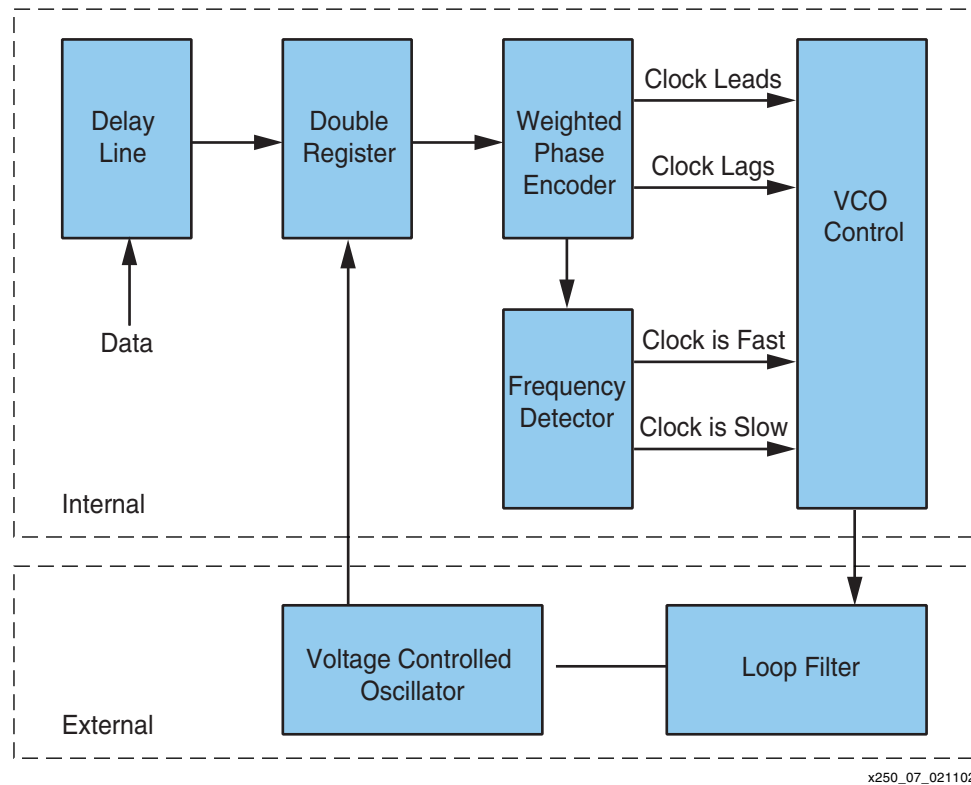 Delay
Line
Double
Register
Weighted
Phase
Encoder
Clock Leads
Clock Lags
VCO
Control
Data
Frequency
Detector
Clock is Fast
Clock is Slow
Internal
Voltage Controlled
Oscillator
Loop Filter
External
x250_07_021102